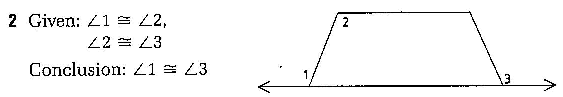 2 Given: ∠1 ≅ ∠2,
∠2 ≅ ∠3
Conclusion: ∠1 ≅ ∠3
2
1
3